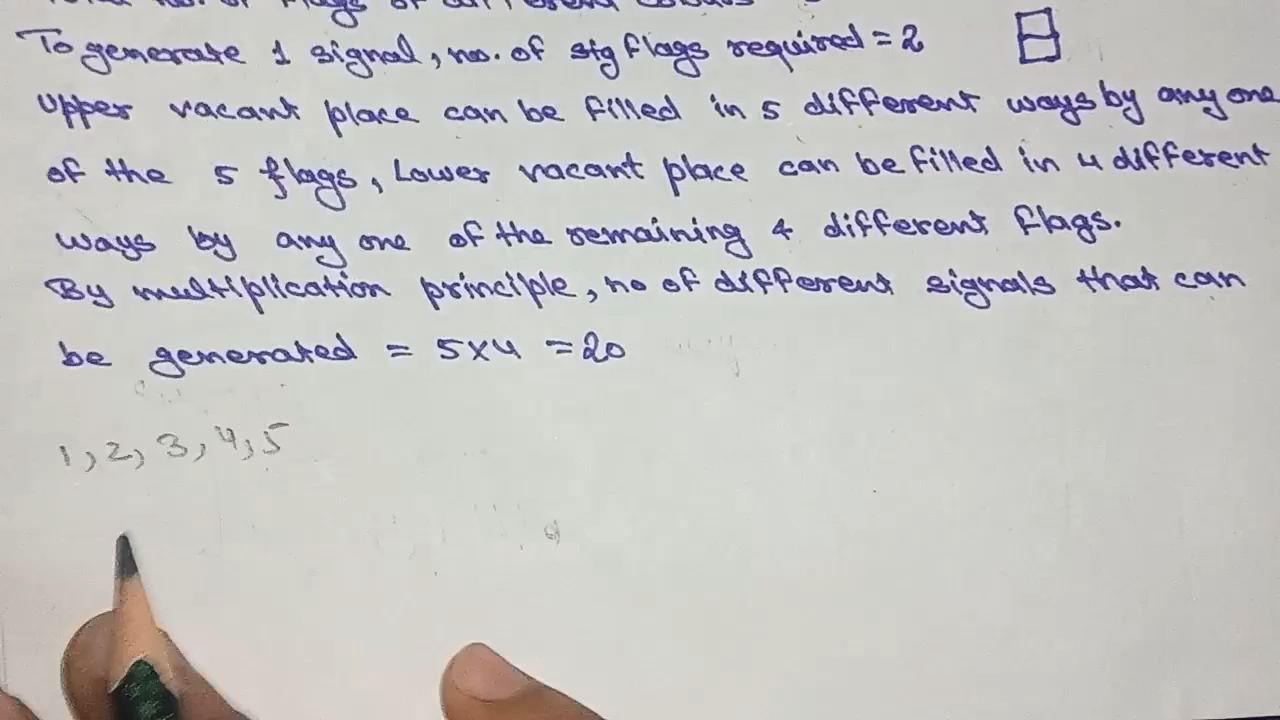 To generate 1 signal, no. of sig flags required = 2
Upper vacant place can be filled in 5 different ways by any one
of the 5 flags, Lower vacant place can be filled in 4 different
ways by any one of the remaining 4 different flags.
By multiplication principle, no of different signals that can
be generated = 5x4 = 20
1, 2, 3, 4, 5